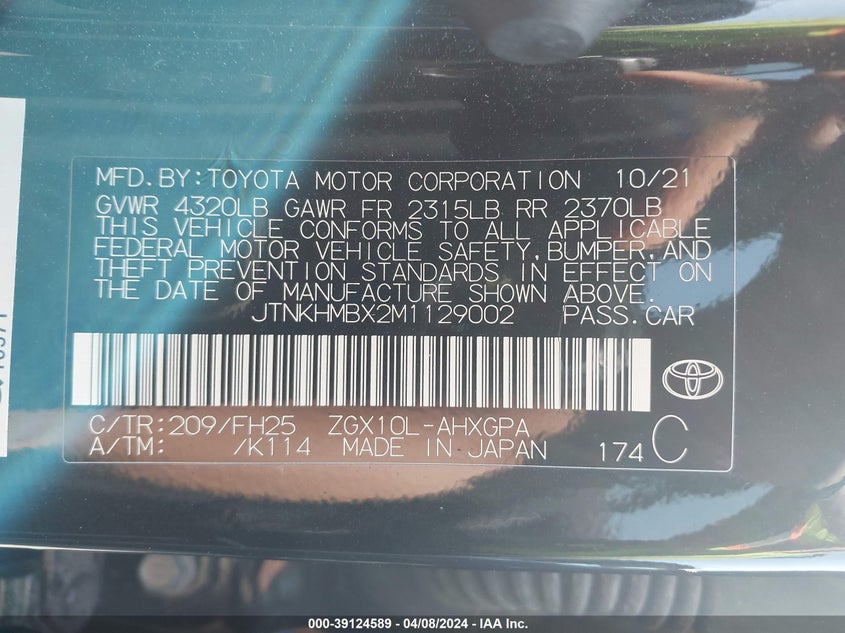 MFD.BY:TOYOTA MOTOR CORPORATION 10/21
GVWR 4320LB GAWR FR 2315LB RR 2370LB
THIS VEHICLE CONFORMS TO ALL APPLICABLE
FEDERAL MOTOR VEHICLE SAFETY,BUMPER,AND
THEFT PREVENTION STANDARDS IN EFFECT ON
THE DATE OF MANUFACTURE SHOWN ABOVE.
JTNKHMBX2M1129002 PASS.CAR
C/TR:209/FH25 ZGX10L-AHXGPA
A/TM: /K114 MADE IN JAPAN 174 C
000-39124589 - 04/08/2024 - IAA Inc.